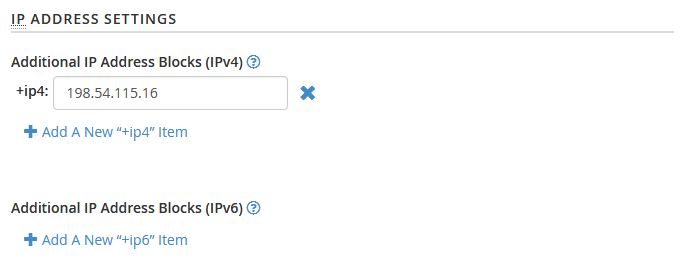 IP ADDRESS SETTINGS
Additional IP Address Blocks (IPv4) ?
+ip4: 198.54.115.16
Add A New “+ip4” Item
Additional IP Address Blocks (IPv6) ?
Add A New “+ip6” Item